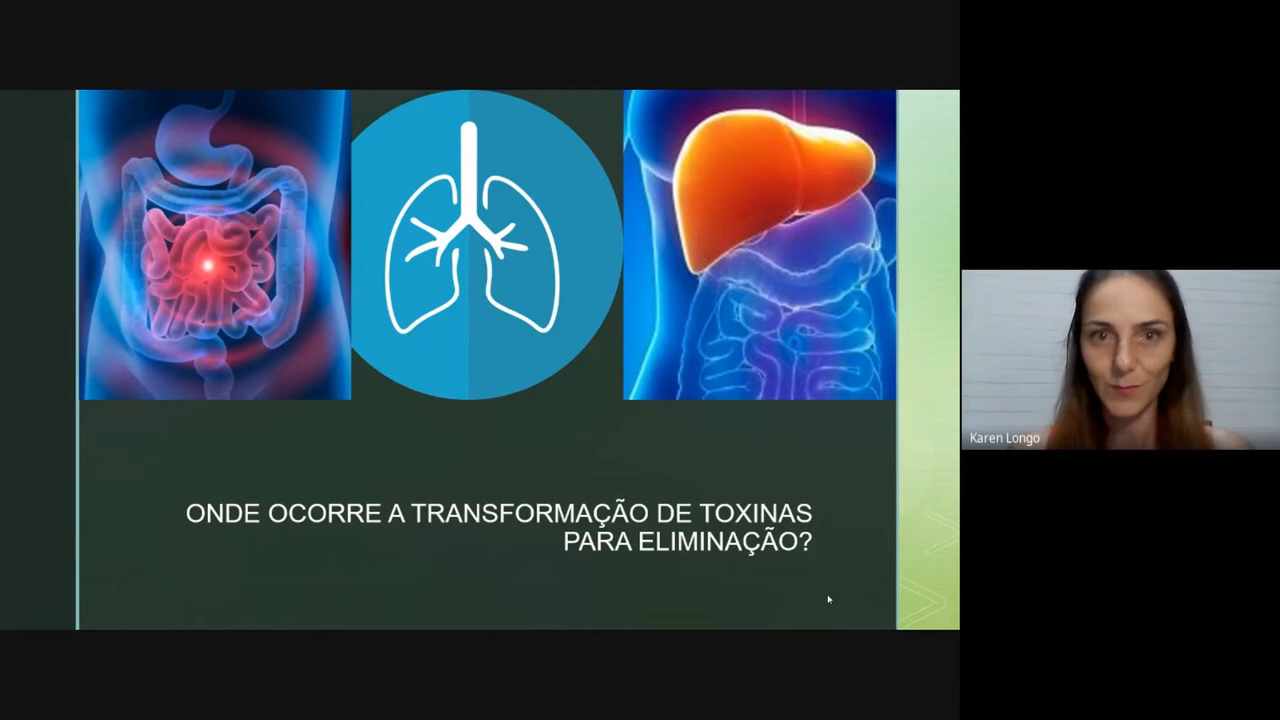 ONDE OCORRE A TRANSFORMAÇÃO DE TOXINAS
PARA ELIMINAÇÃO?
Karen Longo